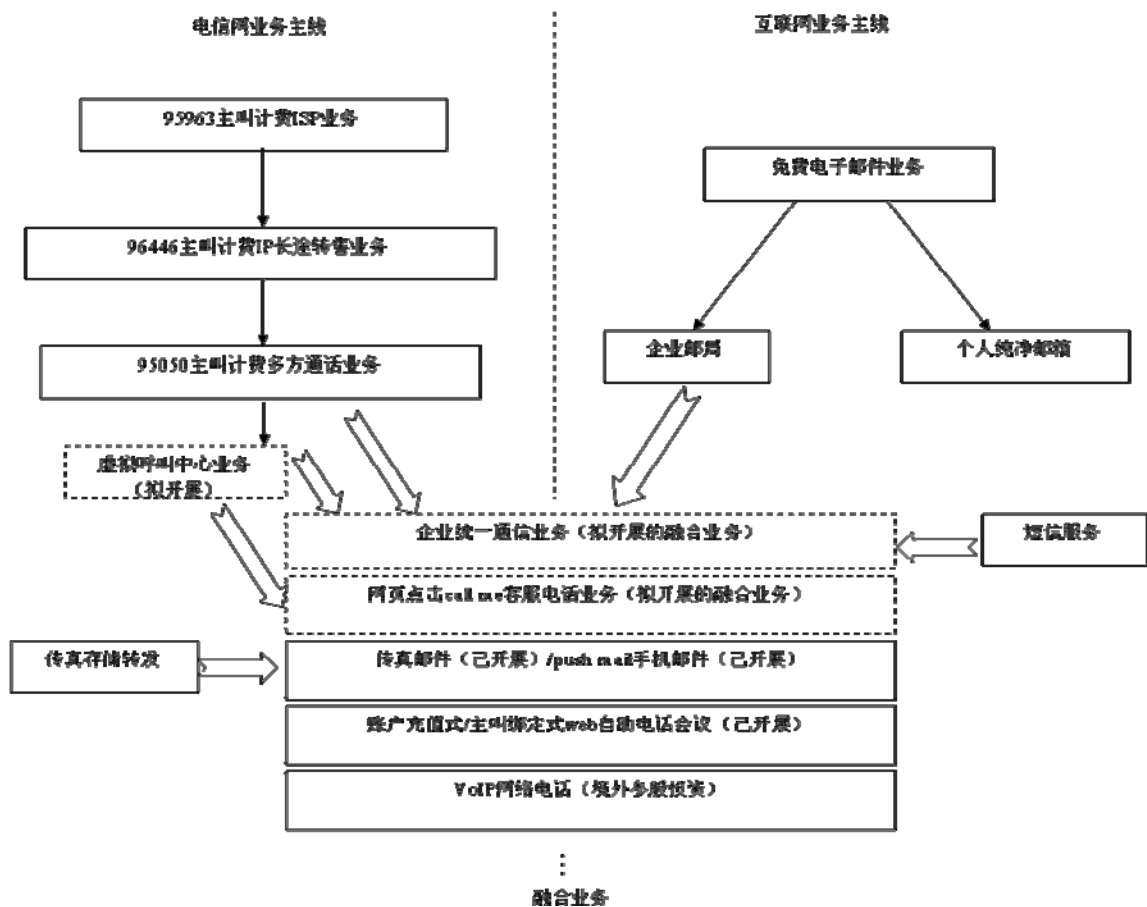 电信网业务主线
互联网业务主线
95963主叫计费ISP业务
免费电子邮件业务
96446主叫计费IP长途转售业务
企业邮局
个人纯净邮箱
95050主叫计费多方通话业务
虚拟呼叫中心业务
（拟开展）
企业统一通信业务（拟开展的融合业务）
短信服务
网页点击call me客服电话业务（拟开展的融合业务）
传真存储转发
传真邮件（已开展）/push mail手机邮件（已开展）
账户充值式/主叫绑定式web自动电话会议（已开展）
VoIP网络电话（境外参股投资）
⋮
融合业务